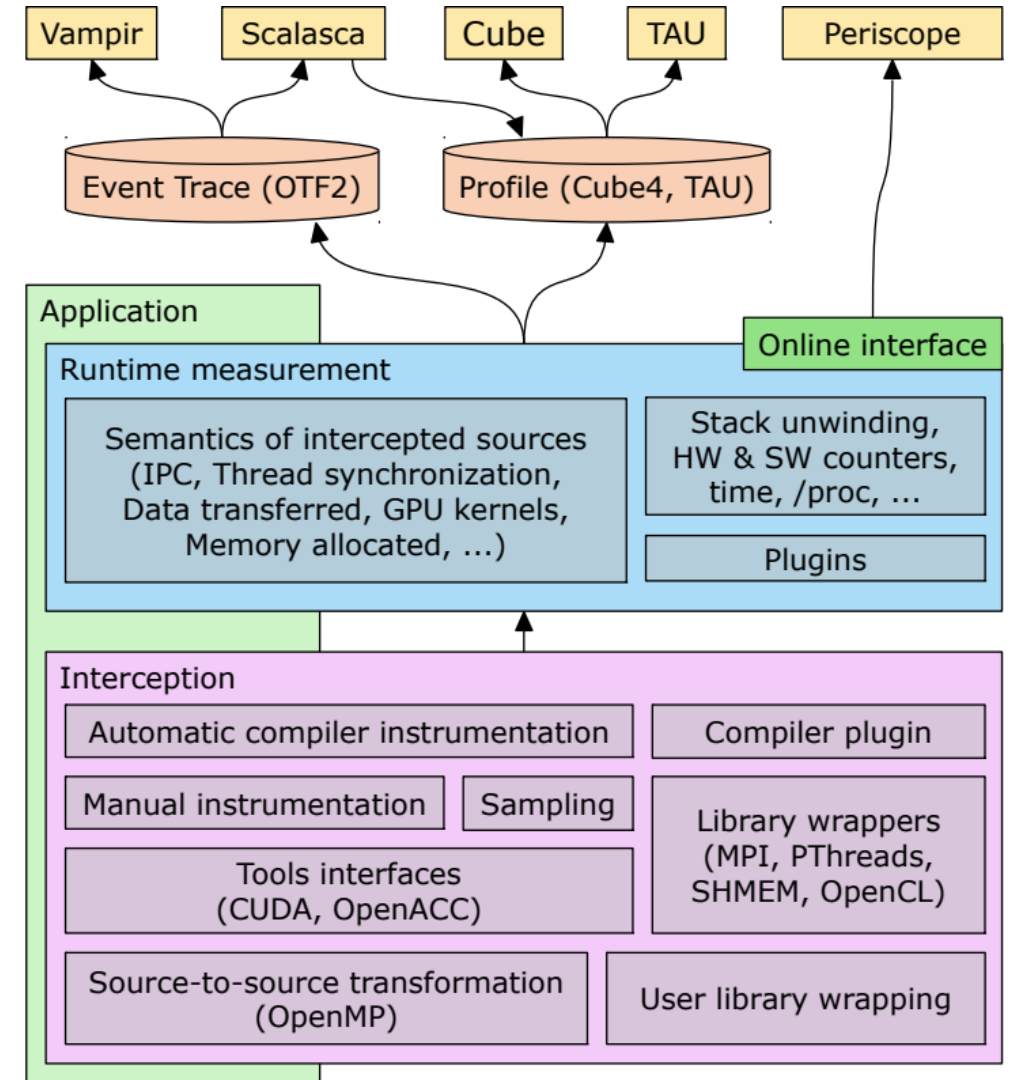 Vampir
Scalasca
Cube
TAU
Periscope
Event Trace (OTF2)
Profile (Cube4, TAU)
Application
Online interface
Runtime measurement
Semantics of intercepted sources
(IPC, Thread synchronization,
Data transferred, GPU kernels,
Memory allocated, ...)
Stack unwinding,
HW & SW counters,
time, /proc, ...
Plugins
Interception
Automatic compiler instrumentation
Compiler plugin
Manual instrumentation
Sampling
Library wrappers
(MPI, PThreads,
SHMEM, OpenCL)
Tools interfaces
(CUDA, OpenACC)
Source-to-source transformation
(OpenMP)
User library wrapping